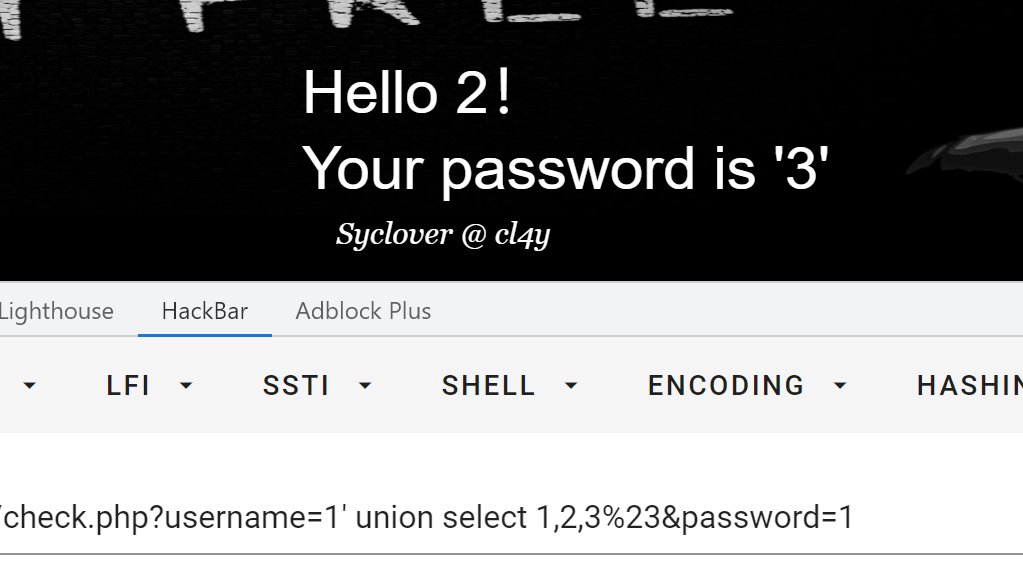 Hello 2!
Your password is '3'
Syclover @ cl4y
Lighthouse HackBar Adblock Plus
LFI SSTI SHELL ENCODING
/check.php?username=1' union select 1,2,3%23&password=1